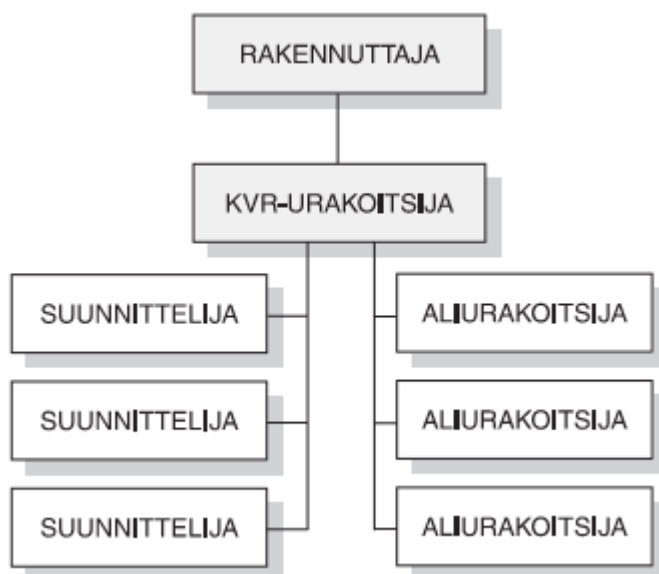 RAKENNUTTAJA
KVR-URAKOITSIJA
SUUNNITTELIJA
ALIURAKOITSIJA
SUUNNITTELIJA
ALIURAKOITSIJA
SUUNNITTELIJA
ALIURAKOITSIJA